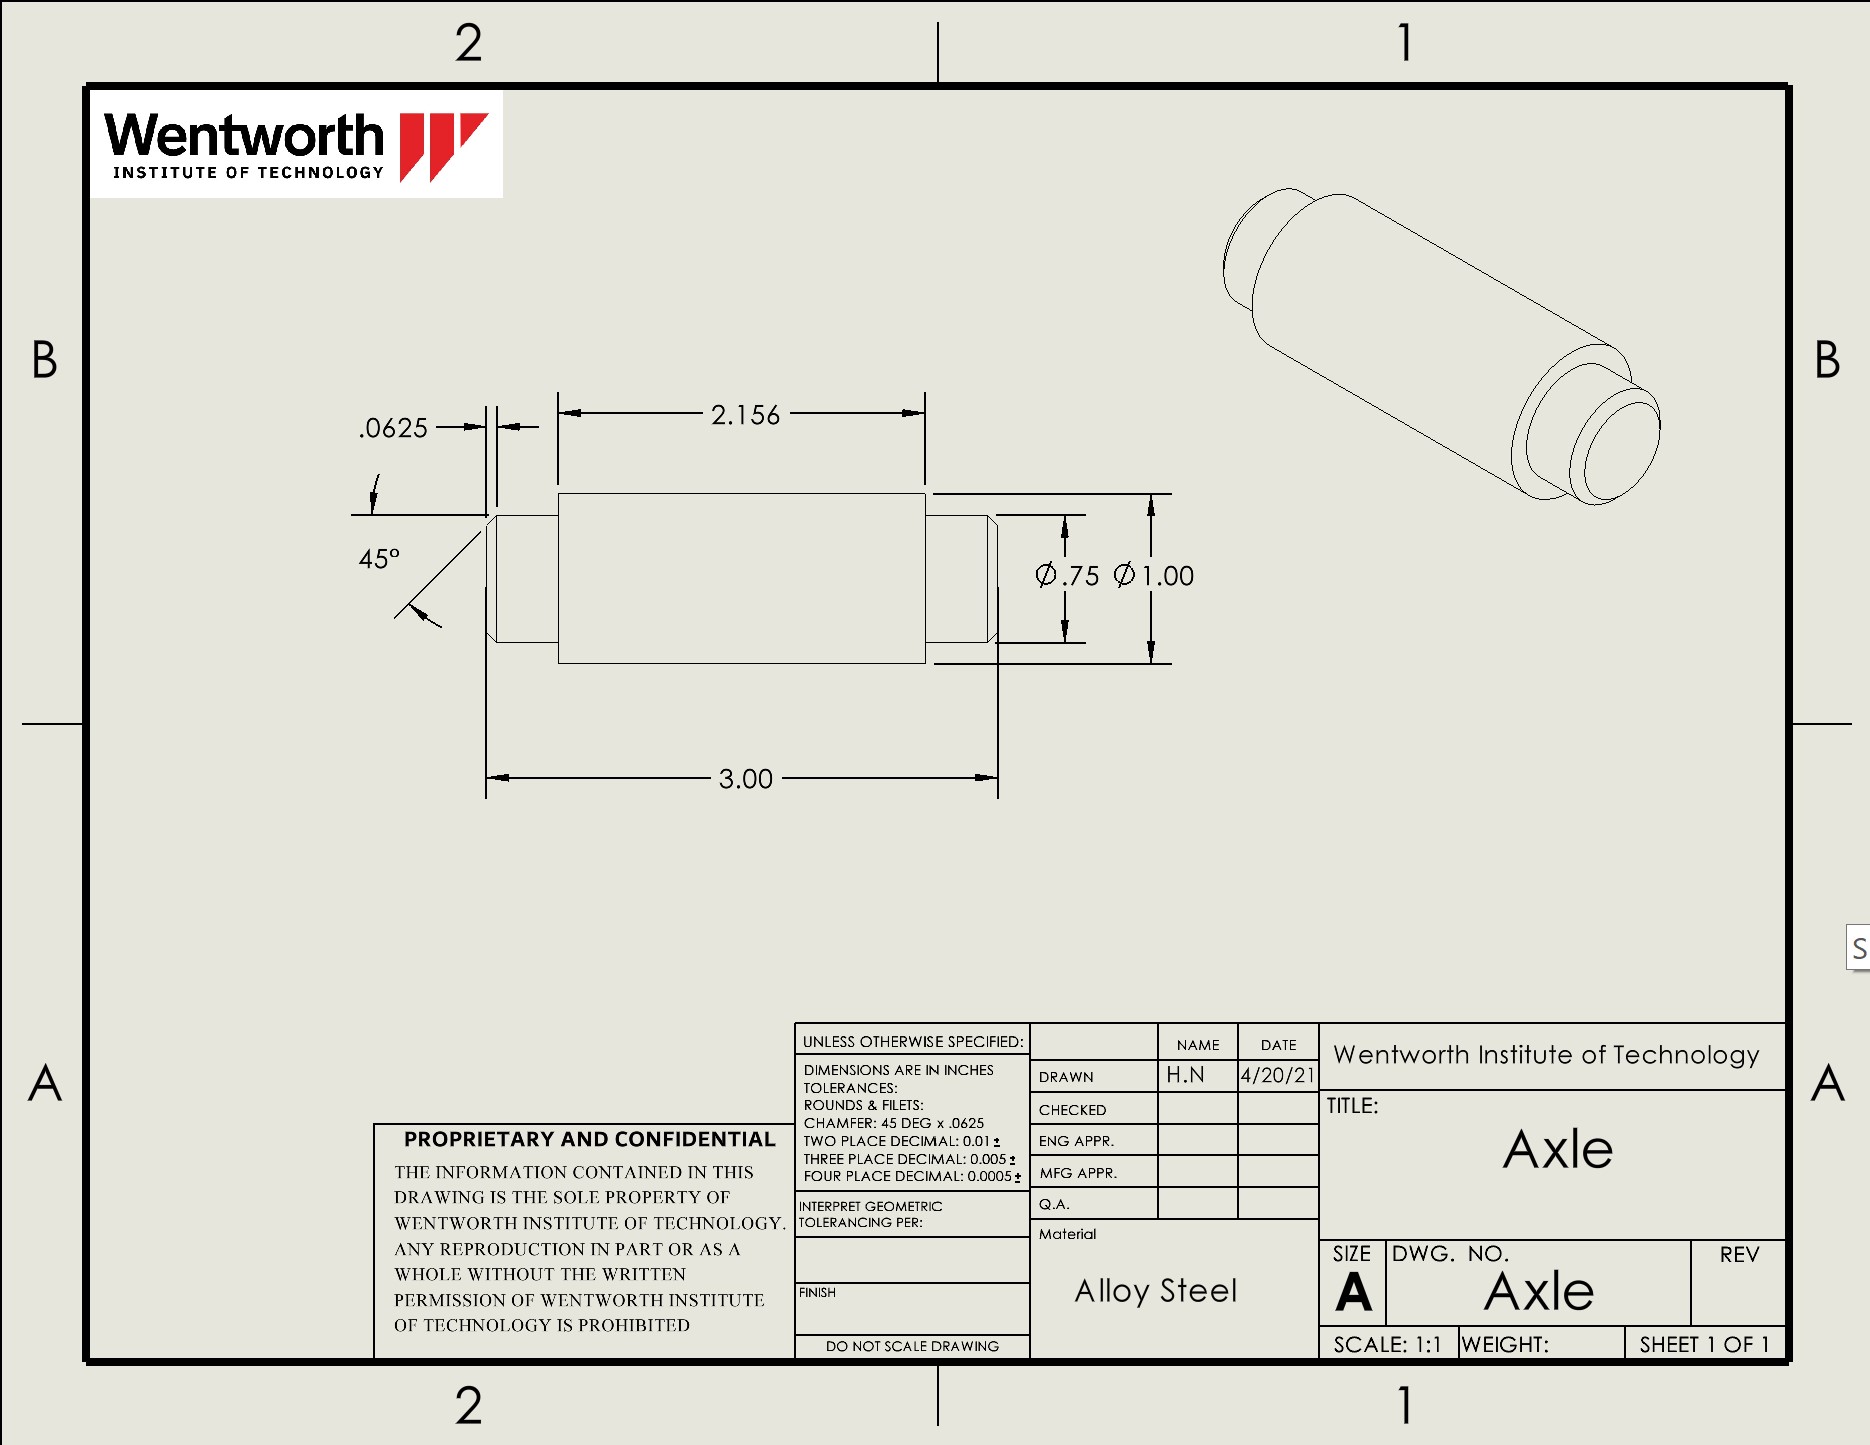 2
1
Wentworth
INSTITUTE OF TECHNOLOGY
B
B
2.156
.0625
45°
⌀.75
⌀1.00
3.00
S
A
A
UNLESS OTHERWISE SPECIFIED:
DIMENSIONS ARE IN INCHES
TOLERANCES:
ROUNDS & FILETS:
CHAMFER: 45 DEG x .0625
TWO PLACE DECIMAL: 0.01 ±
THREE PLACE DECIMAL: 0.005 ±
FOUR PLACE DECIMAL: 0.0005 ±
INTERPRET GEOMETRIC
TOLERANCING PER:
FINISH
DO NOT SCALE DRAWING
NAME
DATE
DRAWN
H.N
4/20/21
CHECKED
ENG APPR.
MFG APPR.
Q.A.
Material
Alloy Steel
Wentworth Institute of Technology
TITLE:
Axle
SIZE
A
DWG. NO.
Axle
REV
SCALE: 1:1
WEIGHT:
SHEET 1 OF 1
PROPRIETARY AND CONFIDENTIAL
THE INFORMATION CONTAINED IN THIS
DRAWING IS THE SOLE PROPERTY OF
WENTWORTH INSTITUTE OF TECHNOLOGY.
ANY REPRODUCTION IN PART OR AS A
WHOLE WITHOUT THE WRITTEN
PERMISSION OF WENTWORTH INSTITUTE
OF TECHNOLOGY IS PROHIBITED
2
1